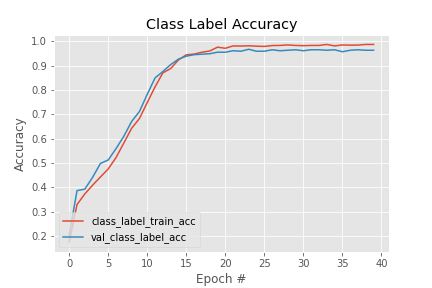 Class Label Accuracy
1.0
0.9
0.8
0.7
0.6
0.5
0.4
0.3
0.2
Accuracy
class_label_train_acc
val_class_label_acc
0 5 10 15 20 25 30 35 40
Epoch #